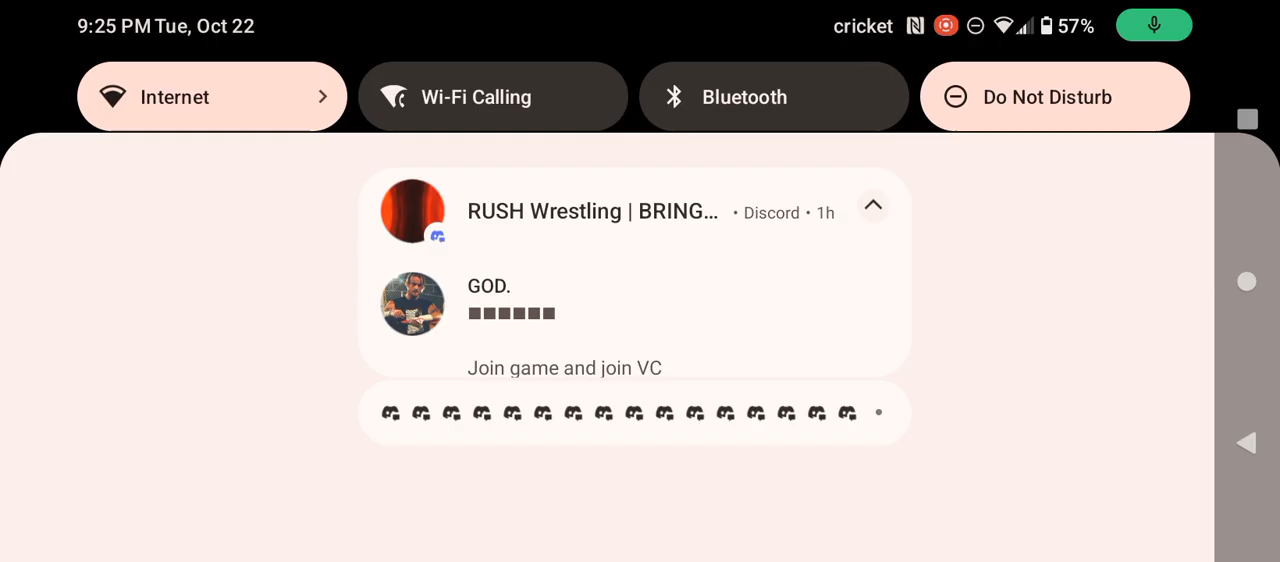 9:25 PM Tue, Oct 22
cricket 57%
Internet
Wi-Fi Calling
Bluetooth
Do Not Disturb
RUSH Wrestling | BRING... • Discord • 1h
GOD.
■■■■■■
Join game and join VC